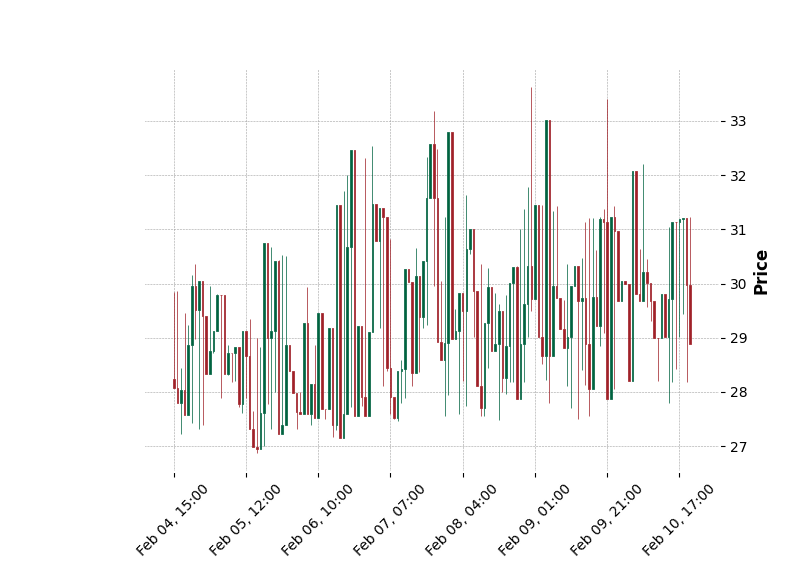 33
32
31
30
29
28
27
Price
Feb 04, 15:00
Feb 05, 12:00
Feb 06, 10:00
Feb 07, 07:00
Feb 08, 04:00
Feb 09, 01:00
Feb 09, 21:00
Feb 10, 17:00